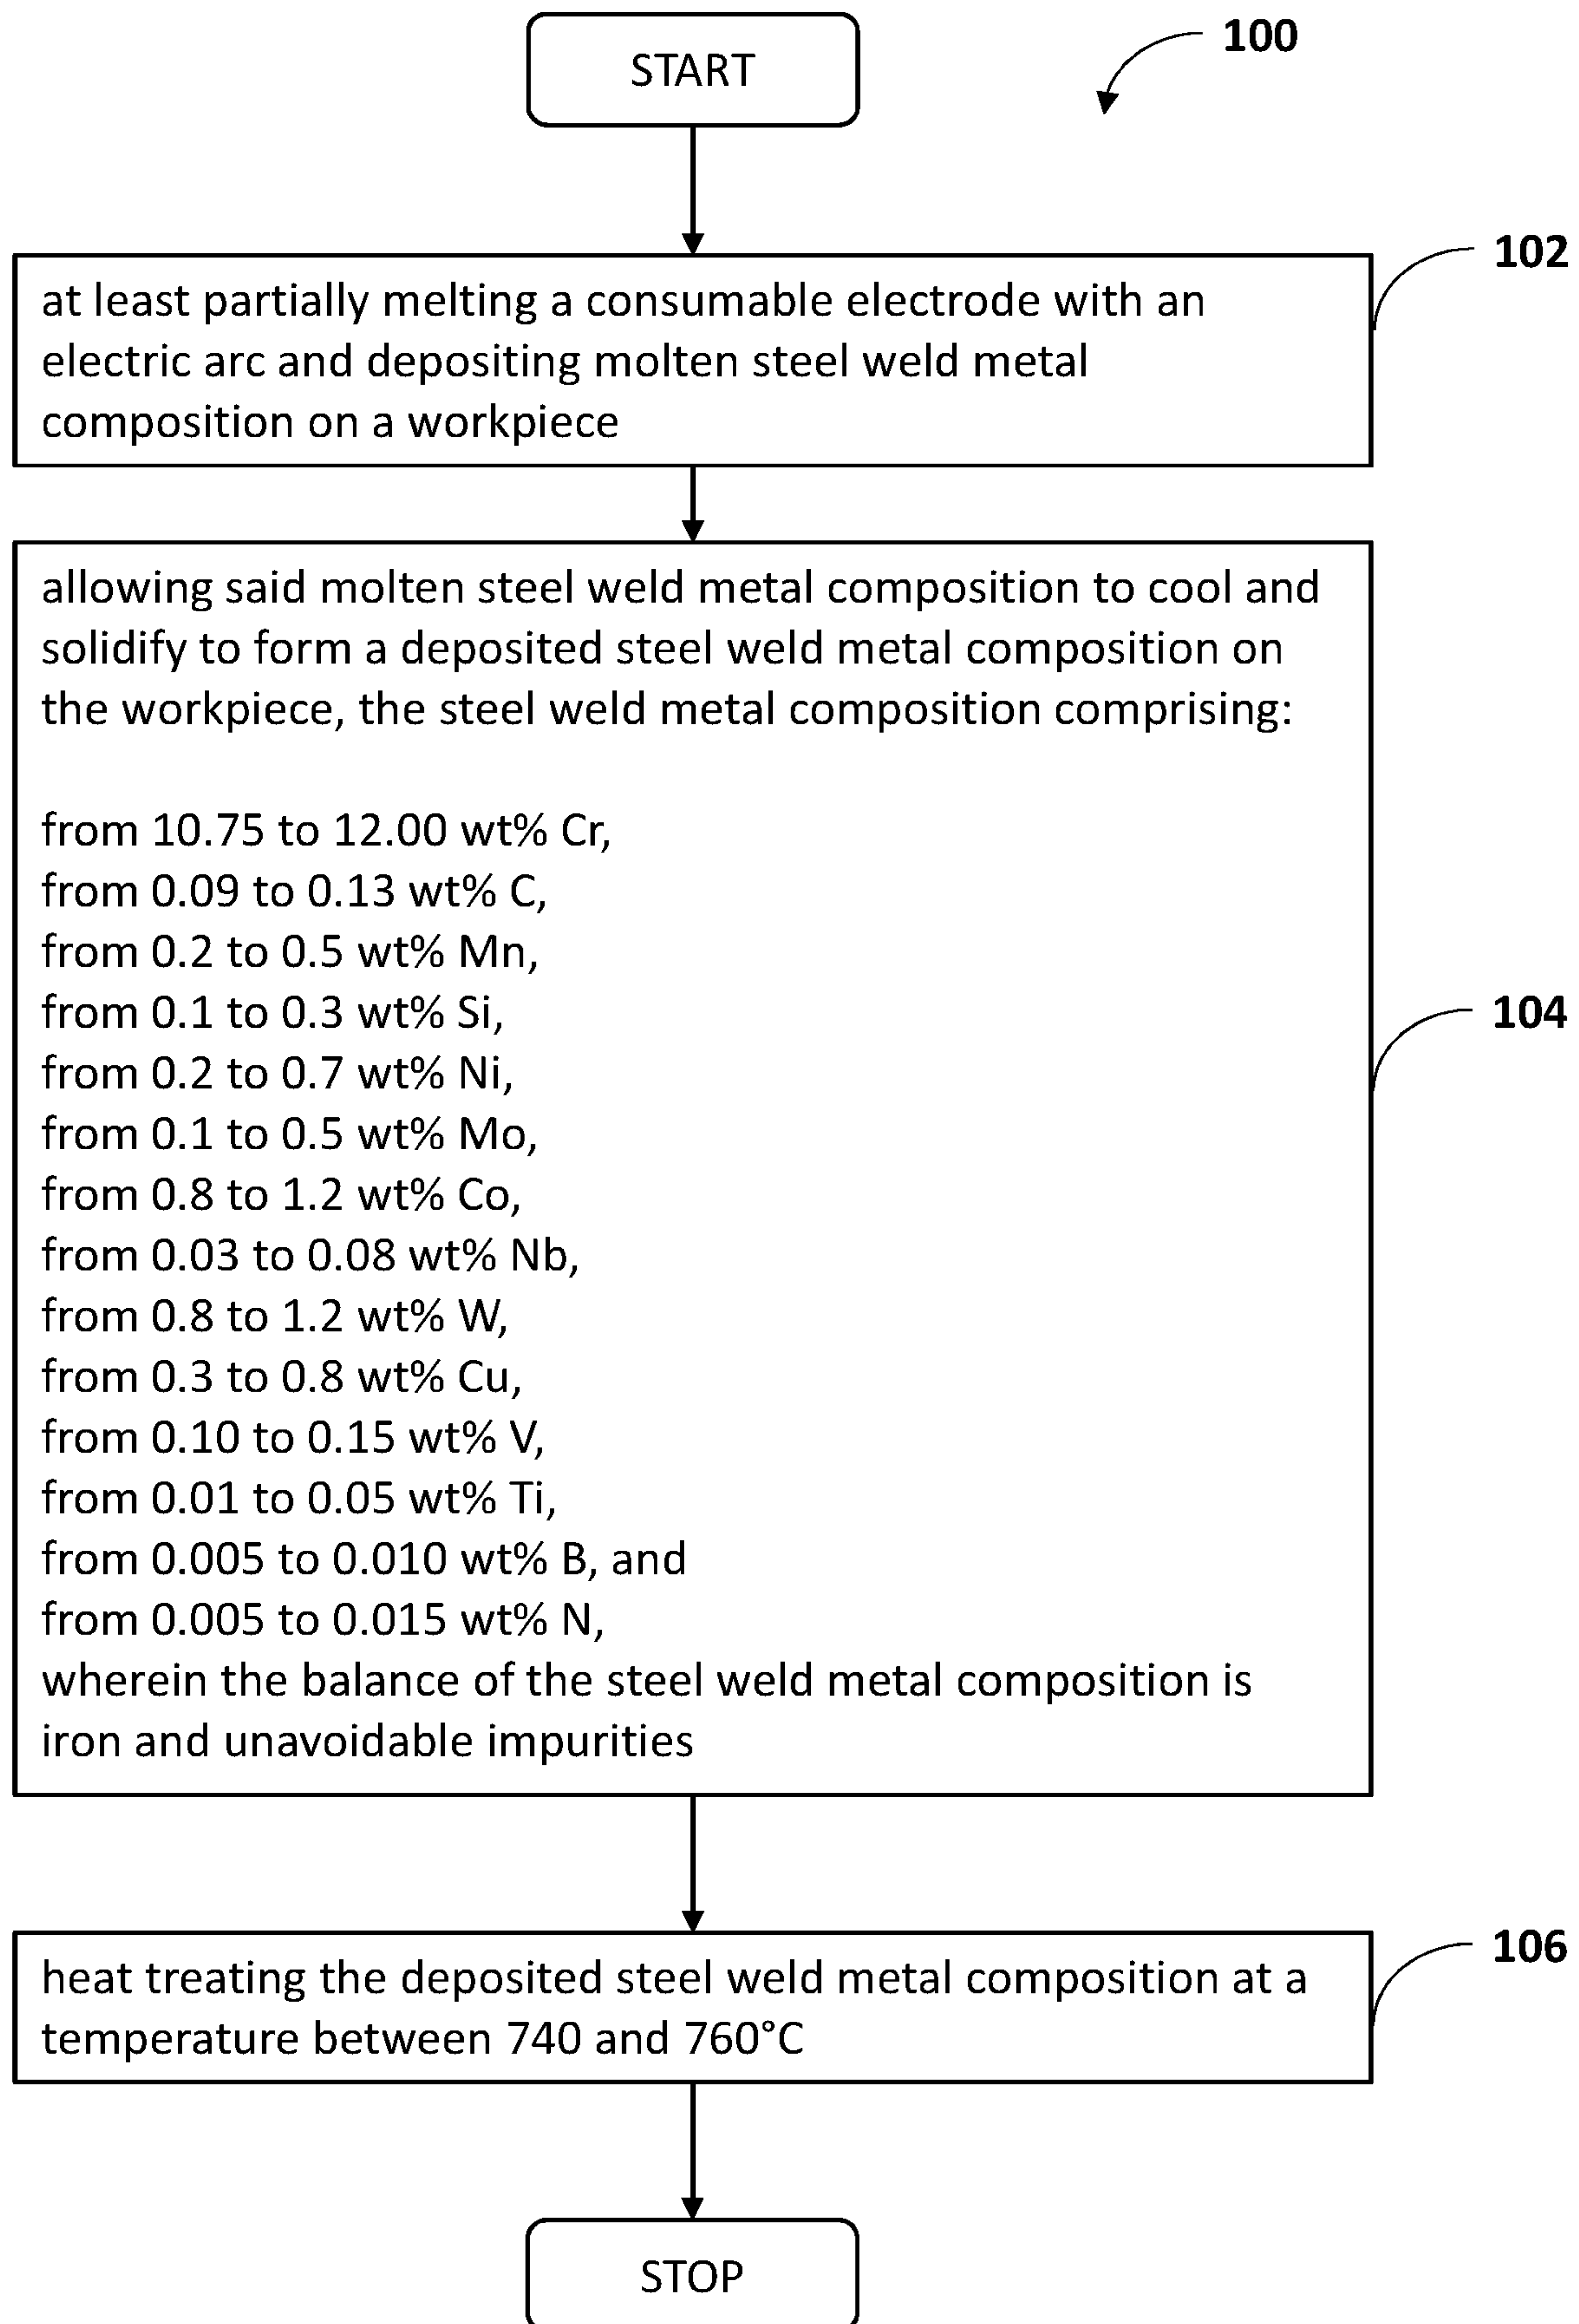 START
100
102
at least partially melting a consumable electrode with an
electric arc and depositing molten steel weld metal
composition on a workpiece
allowing said molten steel weld metal composition to cool and
solidify to form a deposited steel weld metal composition on
the workpiece, the steel weld metal composition comprising:
from 10.75 to 12.00 wt% Cr,
from 0.09 to 0.13 wt% C,
from 0.2 to 0.5 wt% Mn,
from 0.1 to 0.3 wt% Si,
104
from 0.2 to 0.7 wt% Ni,
from 0.1 to 0.5 wt% Mo,
from 0.8 to 1.2 wt% Co,
from 0.03 to 0.08 wt% Nb,
from 0.8 to 1.2 wt% W,
from 0.3 to 0.8 wt% Cu,
from 0.10 to 0.15 wt% V,
from 0.01 to 0.05 wt% Ti,
from 0.005 to 0.010 wt% B, and
from 0.005 to 0.015 wt% N,
wherein the balance of the steel weld metal composition is
iron and unavoidable impurities
106
heat treating the deposited steel weld metal composition at a
temperature between 740 and 760°C
STOP